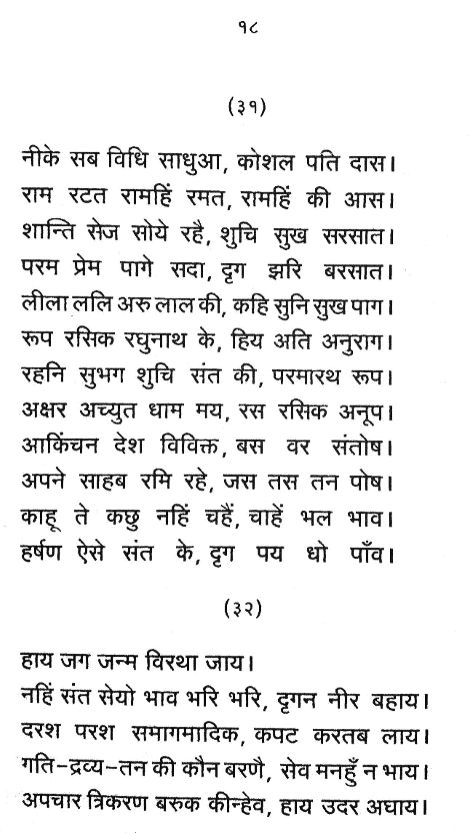 १८
(३१)
नीके सब विधि साधुआ, कोशल पति दास।
राम रटत रामहिं रमत, रामहिं की आस।
शान्ति सेज सोये रहै, शुचि सुख सरसात।
परम प्रेम पागे सदा, दृग झरि बरसात।
लीला ललि अरु लाल की, कहि सुनि सुख पाग।
रूप रसिक रघुनाथ के, हिय अति अनुराग।
रहनि सुभग शुचि संत की, परमारथ रूप।
अक्षर अच्युत धाम मय, रस रसिक अनूप।
आकिंचन देश विविक्त, बस वर संतोष।
अपने साहब रमि रहे, जस तस तन पोष।
काहू ते कछु नहिं चहैं, चाहें भल भाव।
हर्षण ऐसे संत के, दृग पय धो पाँव।
(३२)
हाय जग जन्म विरथा जाय।
नहिं संत सेयो भाव भरि भरि, दृगन नीर बहाय।
दरश परश समागमादिक, कपट करतब लाय।
गति-द्रव्य-तन की कौन बरणै, सेव मनहुँ न भाय।
अपचार त्रिकरण बरुक कीन्हेव, हाय उदर अघाय।